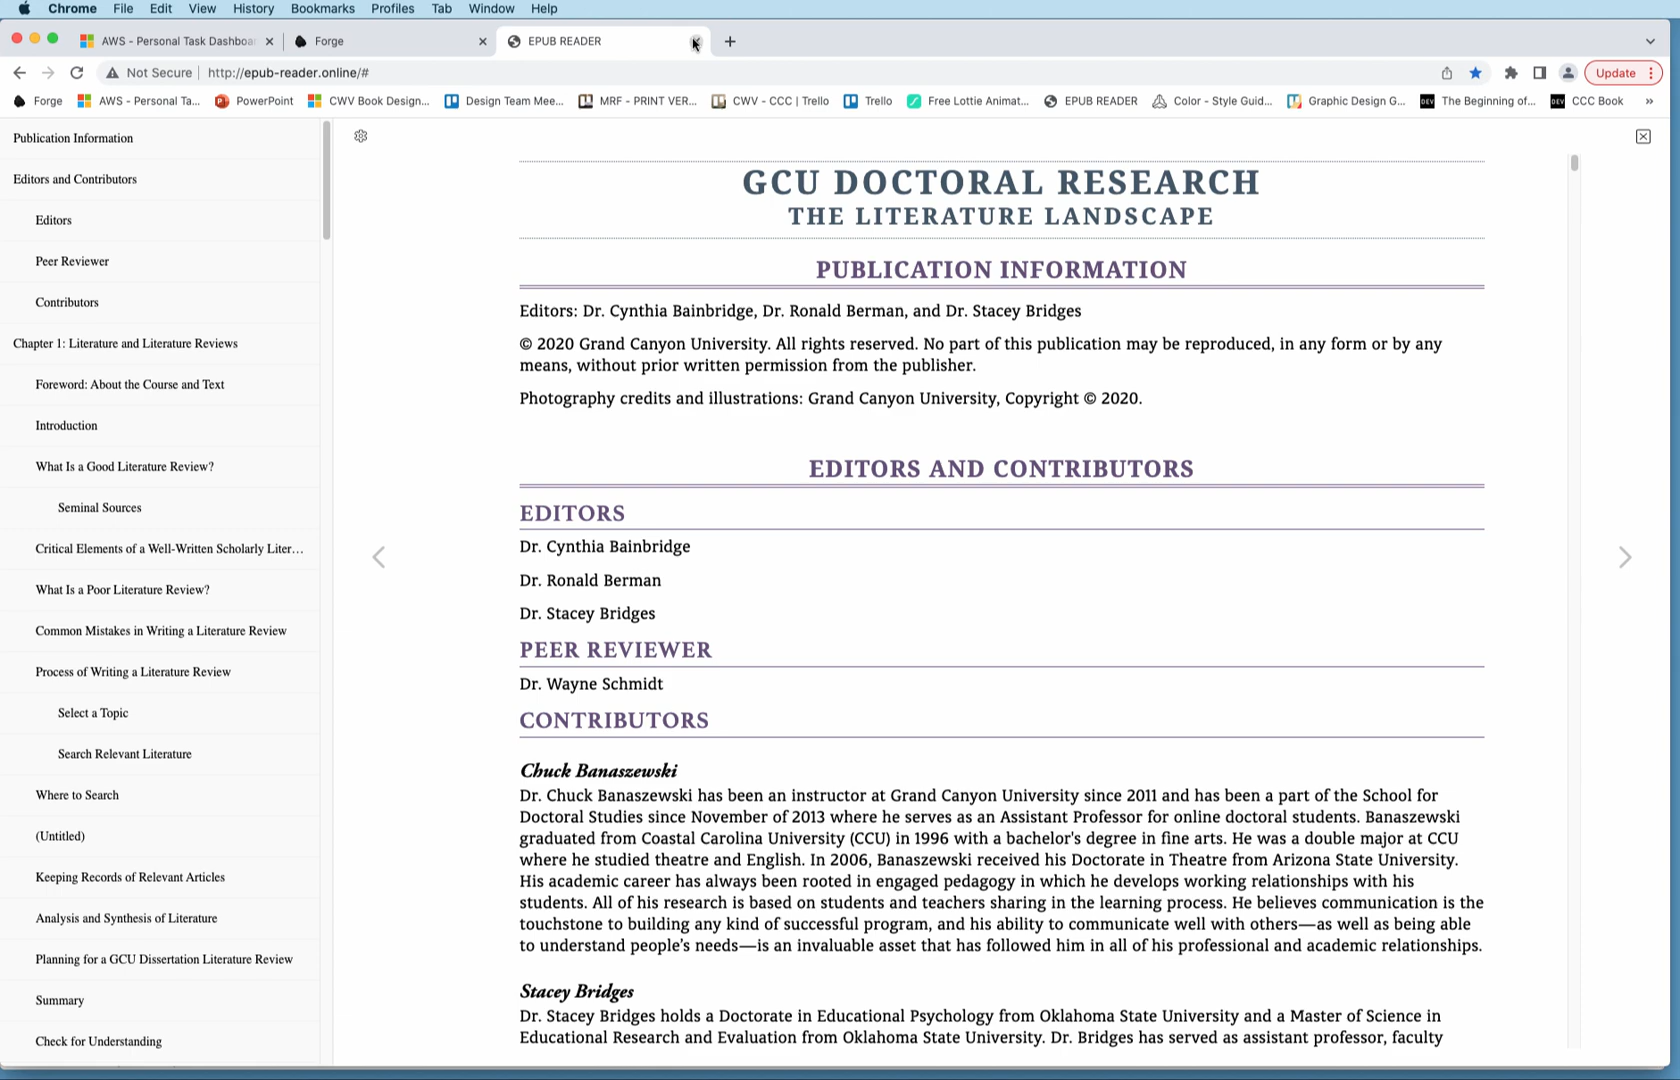 Chrome File Edit View History Bookmarks Profiles Tab Window Help
AWS - Personal Task Dashboa
Forge
EPUB READER
Not Secure
http://epub-reader.online/#
Update
Forge
AWS - Personal Ta...
PowerPoint
CWV Book Design...
Design Team Mee...
MRF - PRINT VER...
CWV - CCC | Trello
Trello
Free Lottie Animat...
EPUB READER
Color - Style Guid...
Graphic Design G...
DEV
The Beginning of...
DEV
CCC Book
»
Publication Information
Editors and Contributors
Editors
Peer Reviewer
Contributors
Chapter 1: Literature and Literature Reviews
Foreword: About the Course and Text
Introduction
What Is a Good Literature Review?
Seminal Sources
Critical Elements of a Well-Written Scholarly Liter...
What Is a Poor Literature Review?
Common Mistakes in Writing a Literature Review
Process of Writing a Literature Review
Select a Topic
Search Relevant Literature
Where to Search
(Untitled)
Keeping Records of Relevant Articles
Analysis and Synthesis of Literature
Planning for a GCU Dissertation Literature Review
Summary
Check for Understanding
GCU DOCTORAL RESEARCH
THE LITERATURE LANDSCAPE
PUBLICATION INFORMATION
Editors: Dr. Cynthia Bainbridge, Dr. Ronald Berman, and Dr. Stacey Bridges
© 2020 Grand Canyon University. All rights reserved. No part of this publication may be reproduced, in any form or by any
means, without prior written permission from the publisher.
Photography credits and illustrations: Grand Canyon University, Copyright © 2020.
EDITORS AND CONTRIBUTORS
EDITORS
Dr. Cynthia Bainbridge
Dr. Ronald Berman
Dr. Stacey Bridges
PEER REVIEWER
Dr. Wayne Schmidt
CONTRIBUTORS
Chuck Banaszewski
Dr. Chuck Banaszewski has been an instructor at Grand Canyon University since 2011 and has been a part of the School for
Doctoral Studies since November of 2013 where he serves as an Assistant Professor for online doctoral students. Banaszewski
graduated from Coastal Carolina University (CCU) in 1996 with a bachelor's degree in fine arts. He was a double major at CCU
where he studied theatre and English. In 2006, Banaszewski received his Doctorate in Theatre from Arizona State University.
His academic career has always been rooted in engaged pedagogy in which he develops working relationships with his
students. All of his research is based on students and teachers sharing in the learning process. He believes communication is the
touchstone to building any kind of successful program, and his ability to communicate well with others—as well as being able
to understand people's needs—is an invaluable asset that has followed him in all of his professional and academic relationships.
Stacey Bridges
Dr. Stacey Bridges holds a Doctorate in Educational Psychology from Oklahoma State University and a Master of Science in
Educational Research and Evaluation from Oklahoma State University. Dr. Bridges has served as assistant professor, faculty